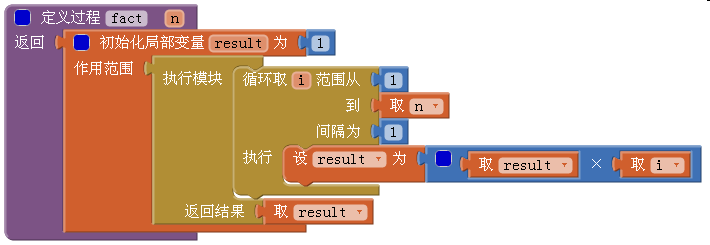 定义过程 fact n
返回 初始化局部变量 result 为 1
作用范围 执行模块 循环取 i 范围从 1
到 取 n
间隔为 1
执行 设 result 为 取 result × 取 i
返回结果 取 result